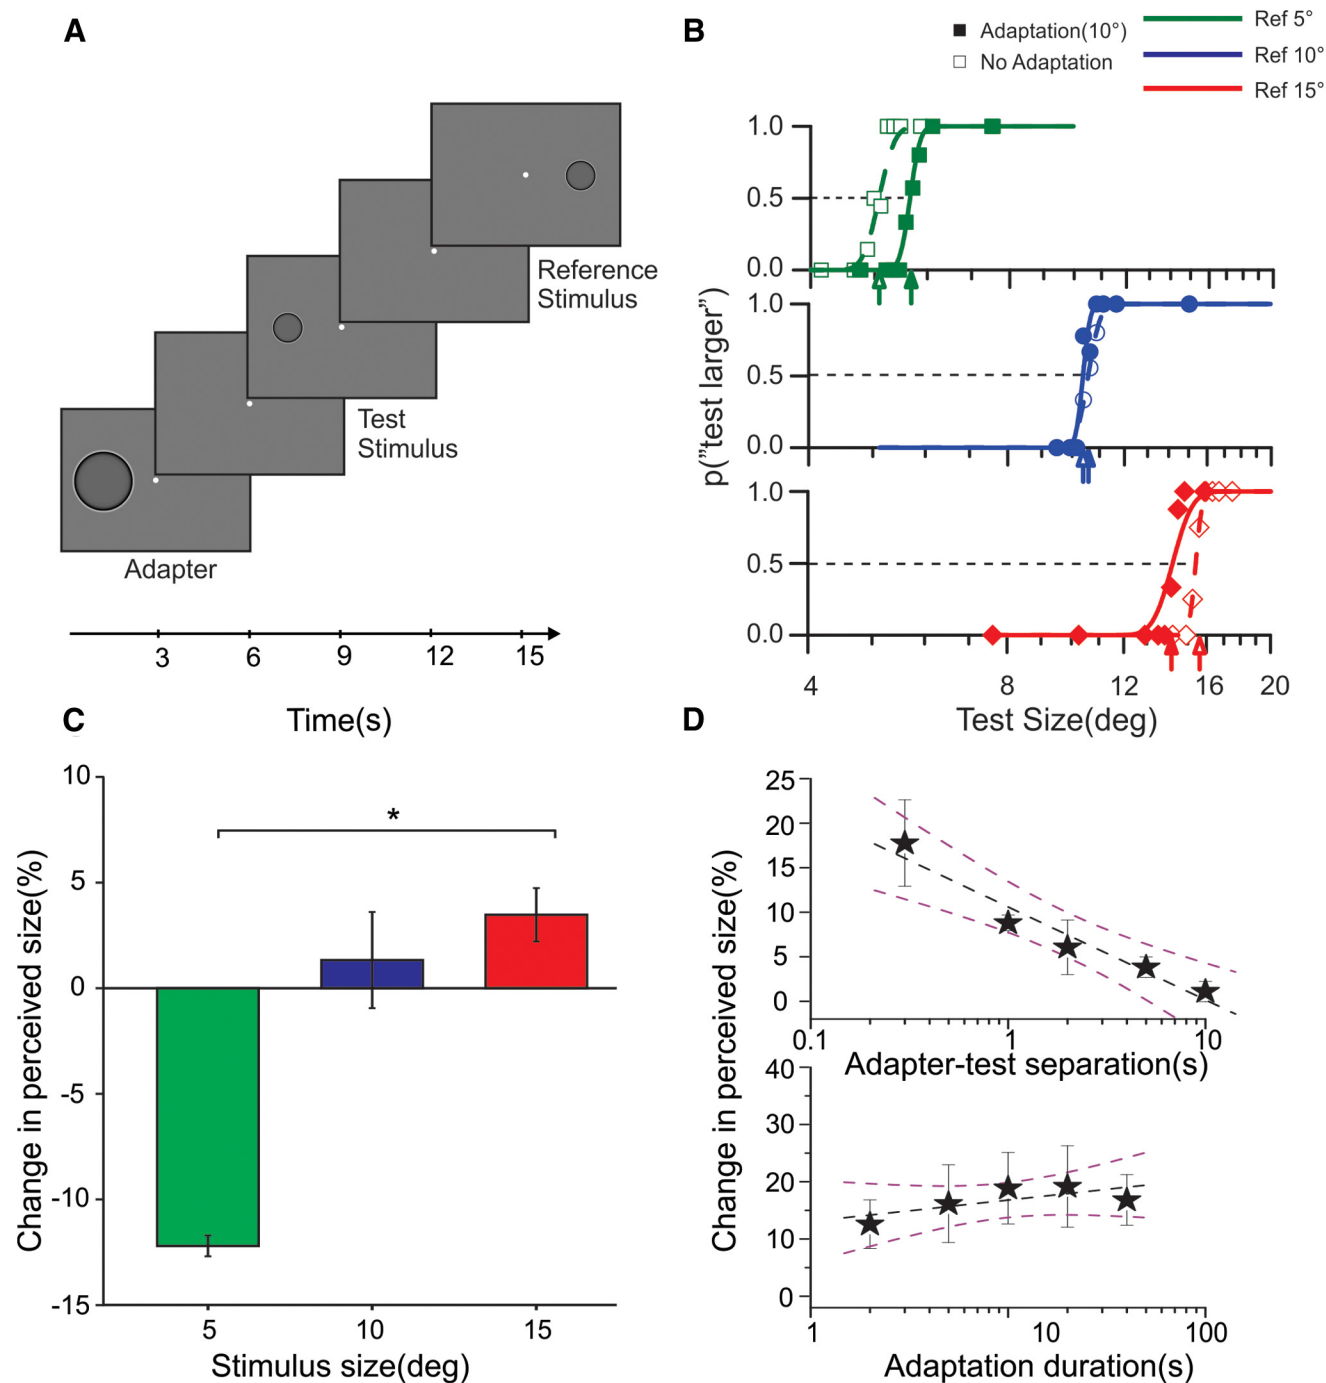 A
Reference
Stimulus
Test
Stimulus
Adapter
3 6 9 12 15
Time(s)
B
Adaptation(10°)
No Adaptation
Ref 5°
Ref 10°
Ref 15°
p("test larger")
1.0
0.5
0.0
1.0
0.5
0.0
1.0
0.5
0.0
4 8 12 16 20
Test Size(deg)
C
Change in perceived size(%)
10
5
0
-5
-10
-15
*
5 10 15
Stimulus size(deg)
D
Change in perceived size(%)
25
20
15
10
5
0
0.1 1 10
Adapter-test separation(s)
40
30
20
10
0
1 10 100
Adaptation duration(s)